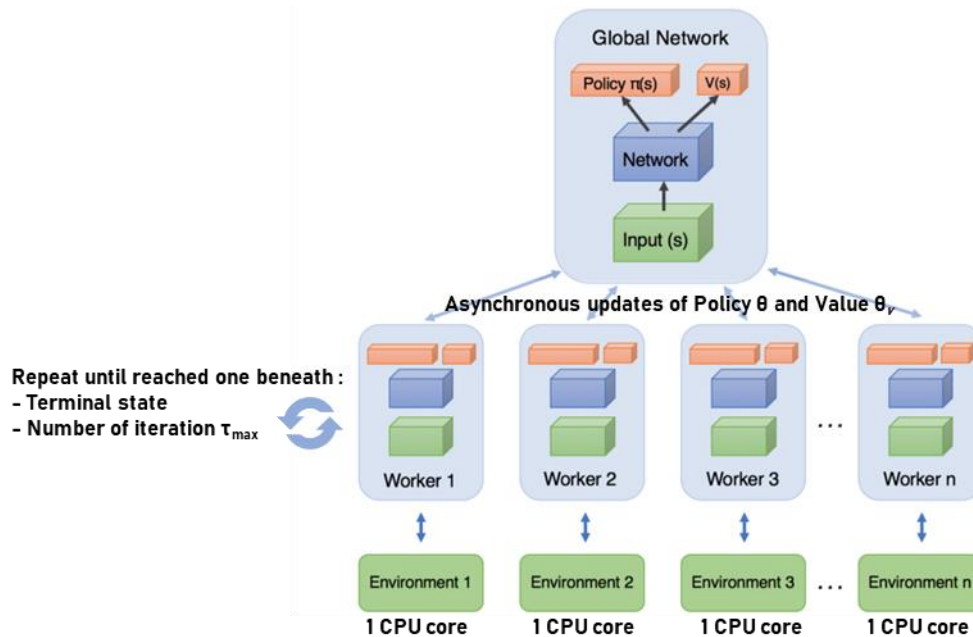 Global Network
Policy π(s)
V(s)
Network
Input (s)
Asynchronous updates of Policy θ and Value θᵥ
Repeat until reached one beneath :
- Terminal state
- Number of iteration τmax
...
Worker 1
Worker 2
Worker 3
Worker n
Environment 1
Environment 2
Environment 3
...
Environment n
1 CPU core
1 CPU core
1 CPU core
1 CPU core